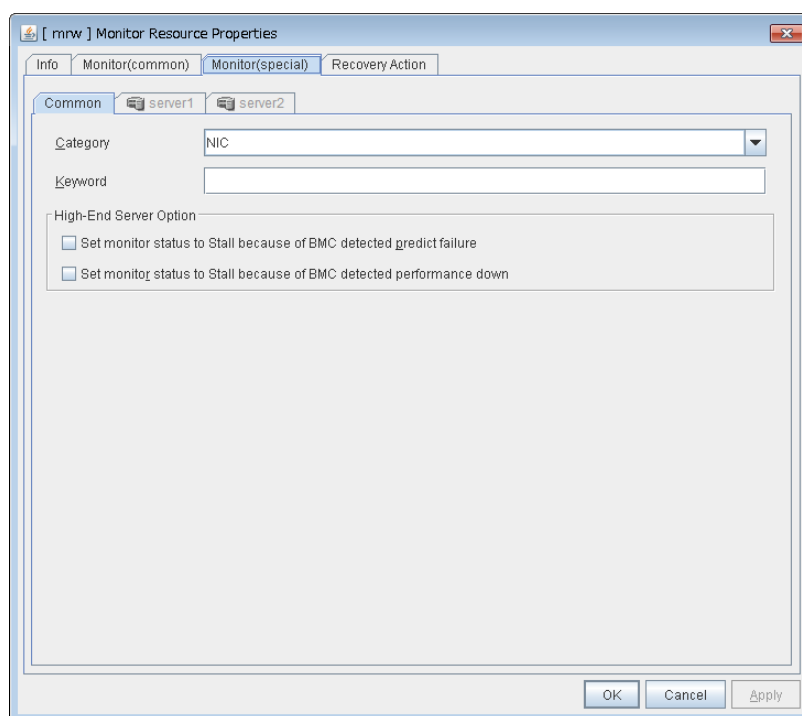 [ mrw ] Monitor Resource Properties
Info Monitor(common) Monitor(special) Recovery Action
Common server1 server2
Category NIC
Keyword
High-End Server Option
Set monitor status to Stall because of BMC detected predict failure
Set monitor status to Stall because of BMC detected performance down
OK Cancel Apply